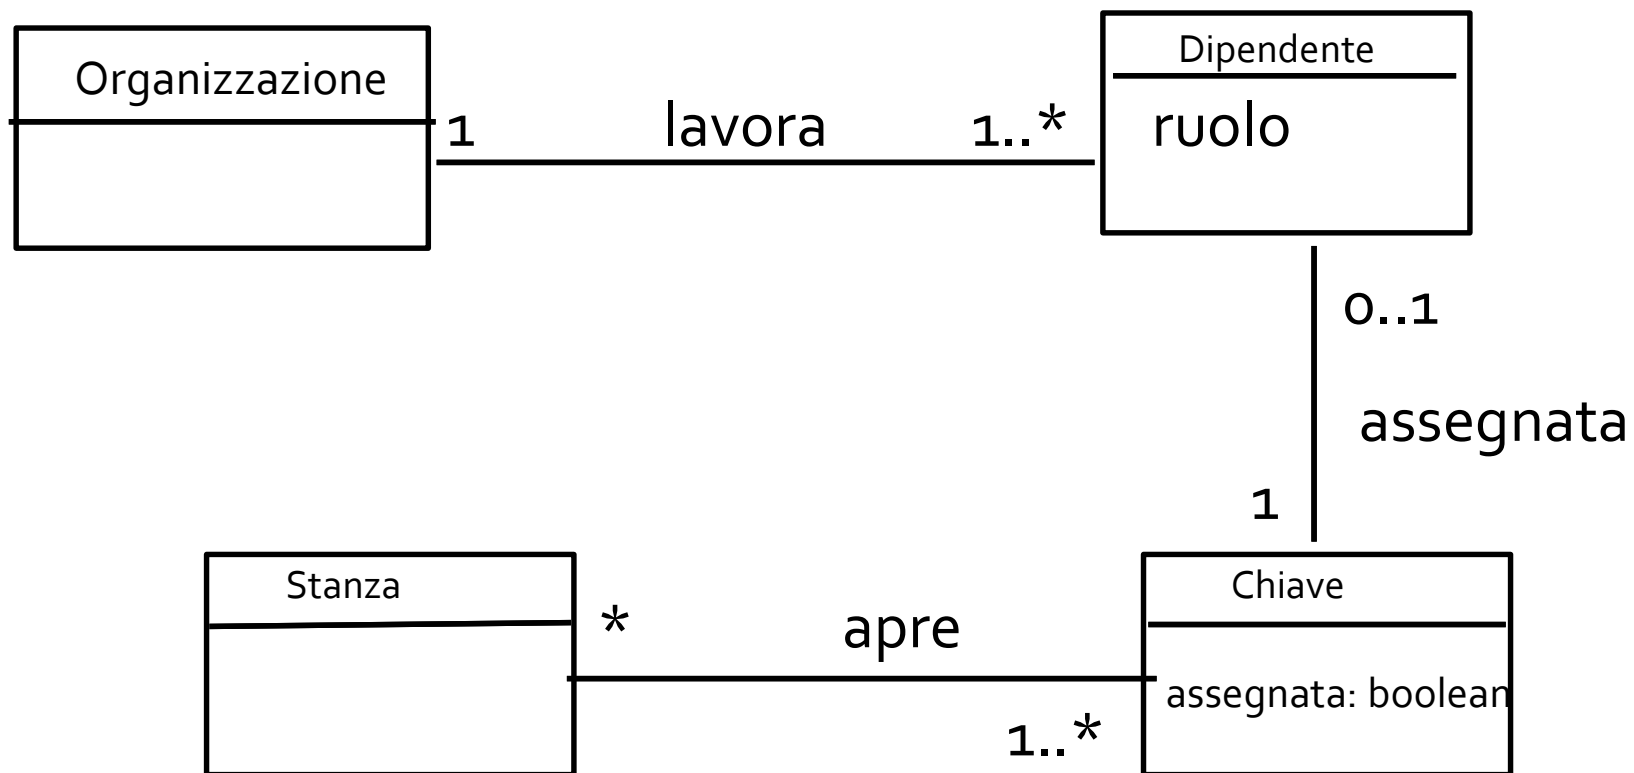 Organizzazione
Dipendente
1 lavora 1..* ruolo
0..1
assegnata
1
Stanza
Chiave
* apre
assegnata: boolean
1..*